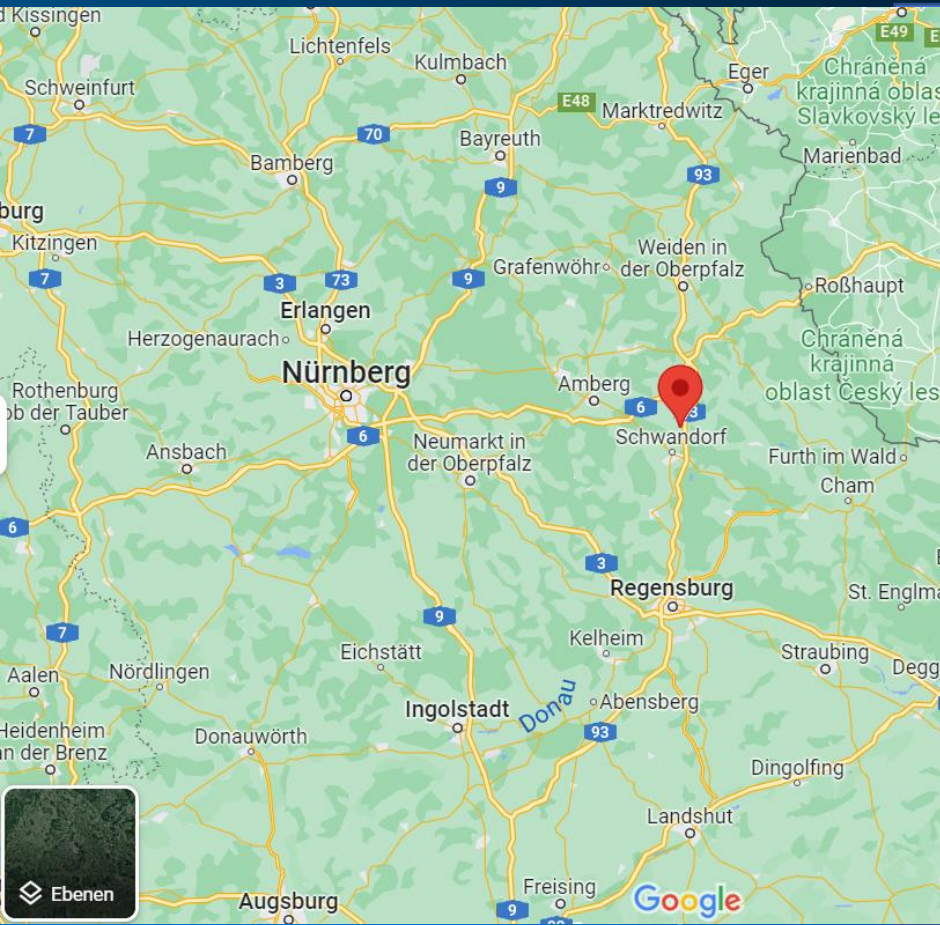 d Kissingen
Lichtenfels
Kulmbach
E49
E
Eger
Chráněná
krajinná oblas
Slavkovský le
Schweinfurt
E48
Marktredwitz
7
70
Bayreuth
Marienbad
Bamberg
93
9
burg
Kitzingen
Weiden in
der Oberpfalz
Grafenwöhr
7
3
73
9
Roßhaupt
Erlangen
Herzogenaurach
Chráněná
krajinná
oblast Český les
Nürnberg
Rothenburg
ob der Tauber
Amberg
6
3
6
Schwandorf
Neumarkt in
der Oberpfalz
Ansbach
Furth im Wald
Cham
6
3
Regensburg
St. Englma
9
7
Kelheim
Eichstätt
Straubing
Aalen
Nördlingen
Degg
Ingolstadt
Donau
Abensberg
Heidenheim
an der Brenz
Donauwörth
93
Dingolfing
Landshut
Ebenen
Freising
Augsburg
9
Google